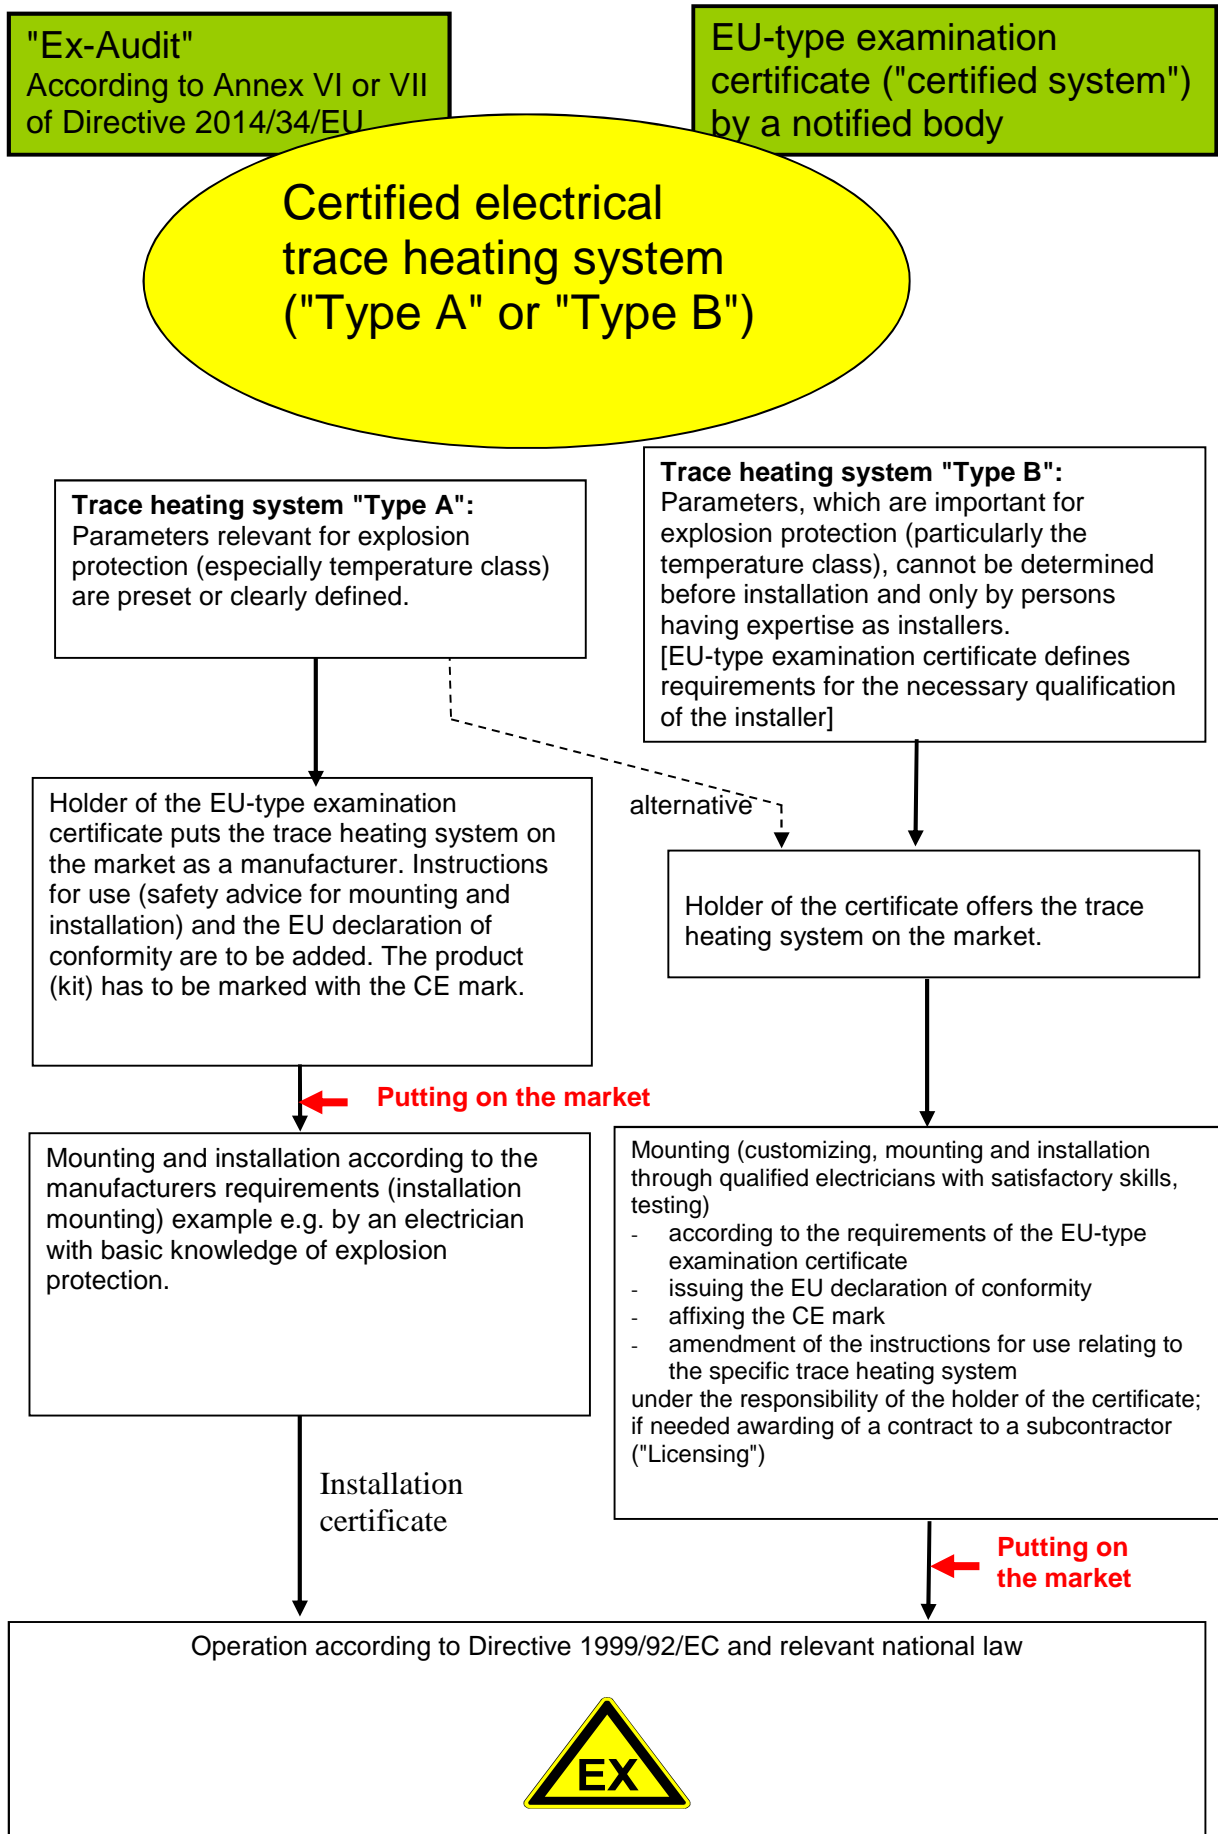 "Ex-Audit"
According to Annex VI or VII
of Directive 2014/34/EU
EU-type examination
certificate ("certified system")
by a notified body
Certified electrical
trace heating system
("Type A" or "Type B")
Trace heating system "Type A":
Parameters relevant for explosion
protection (especially temperature class)
are preset or clearly defined.
Trace heating system "Type B":
Parameters, which are important for
explosion protection (particularly the
temperature class), cannot be determined
before installation and only by persons
having expertise as installers.
[EU-type examination certificate defines
requirements for the necessary qualification
of the installer]
Holder of the EU-type examination
certificate puts the trace heating system on
the market as a manufacturer. Instructions
for use (safety advice for mounting and
installation) and the EU declaration of
conformity are to be added. The product
(kit) has to be marked with the CE mark.
alternative
Holder of the certificate offers the trace
heating system on the market.
Putting on the market
Mounting and installation according to the
manufacturers requirements (installation
mounting) example e.g. by an electrician
with basic knowledge of explosion
protection.
Mounting (customizing, mounting and installation
through qualified electricians with satisfactory skills,
testing)
- according to the requirements of the EU-type
examination certificate
- issuing the EU declaration of conformity
- affixing the CE mark
- amendment of the instructions for use relating to
the specific trace heating system
under the responsibility of the holder of the certificate;
if needed awarding of a contract to a subcontractor
("Licensing")
Installation
certificate
Putting on
the market
Operation according to Directive 1999/92/EC and relevant national law
EX